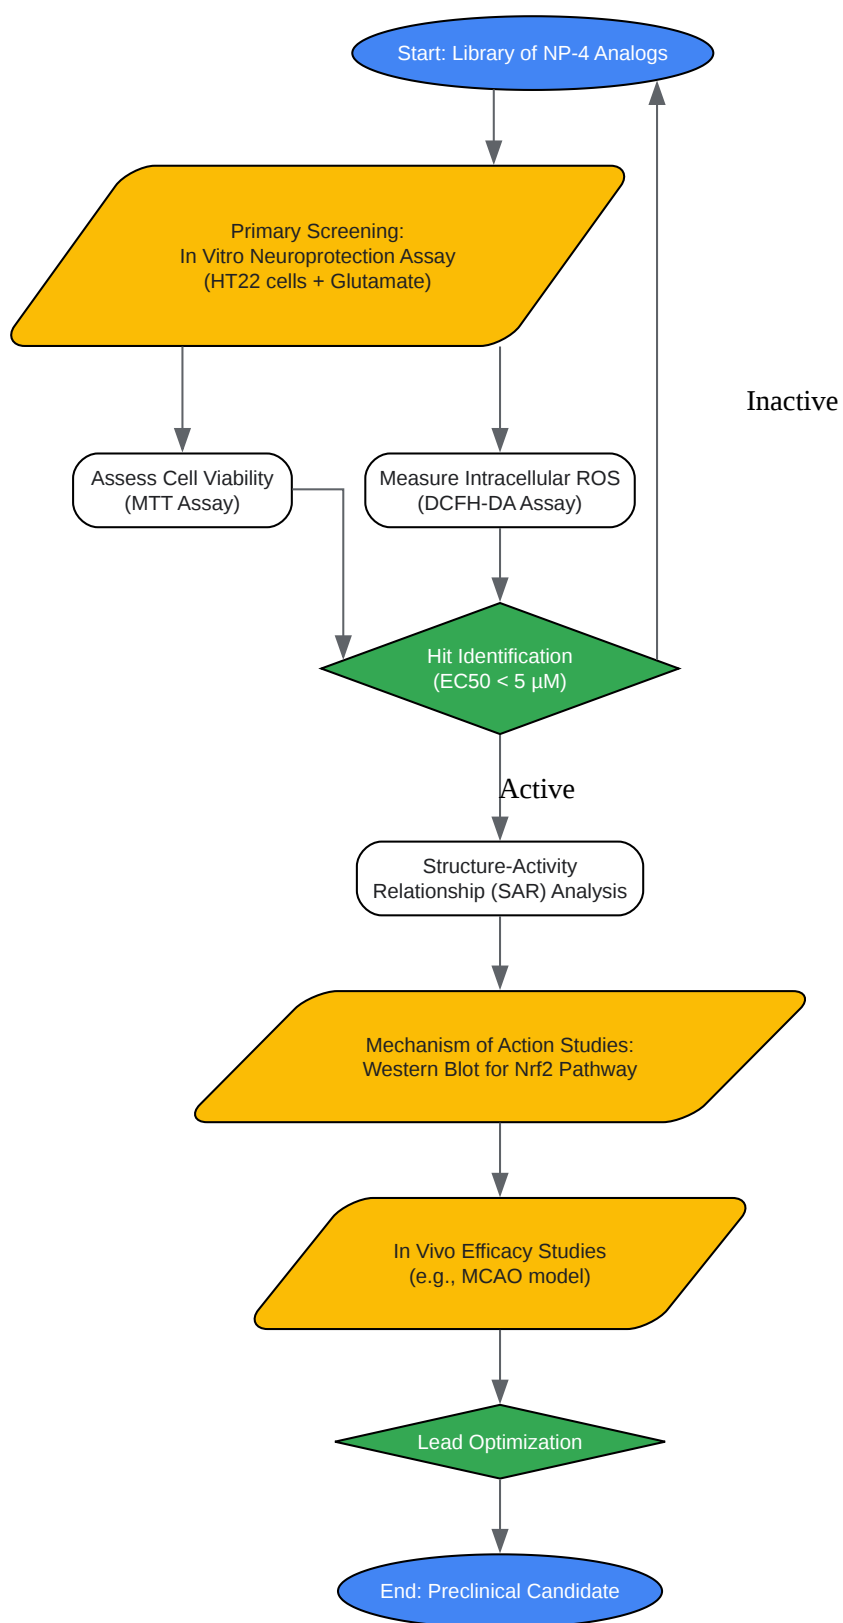 Start: Library of NP-4 Analogs
Primary Screening:
In Vitro Neuroprotection Assay
(HT22 cells + Glutamate)
Inactive
Assess Cell Viability
(MTT Assay)
Measure Intracellular ROS
(DCFH-DA Assay)
Hit Identification
(EC50 < 5 µM)
Active
Structure-Activity
Relationship (SAR) Analysis
Mechanism of Action Studies:
Western Blot for Nrf2 Pathway
In Vivo Efficacy Studies
(e.g., MCAO model)
Lead Optimization
End: Preclinical Candidate